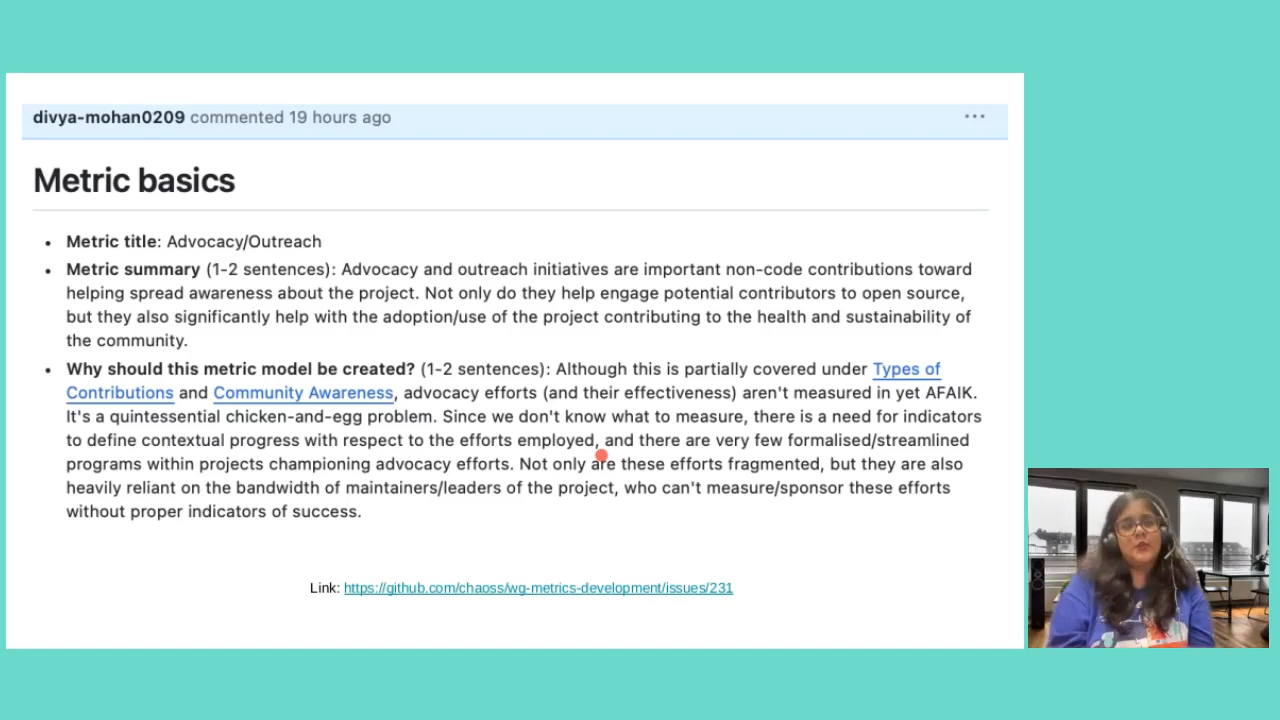 divya-mohan0209 commented 19 hours ago
Metric basics
• Metric title: Advocacy/Outreach
• Metric summary (1-2 sentences): Advocacy and outreach initiatives are important non-code contributions toward
helping spread awareness about the project. Not only do they help engage potential contributors to open source,
but they also significantly help with the adoption/use of the project contributing to the health and sustainability of
the community.
• Why should this metric model be created? (1-2 sentences): Although this is partially covered under Types of
Contributions and Community Awareness, advocacy efforts (and their effectiveness) aren't measured in yet AFAIK.
It's a quintessential chicken-and-egg problem. Since we don't know what to measure, there is a need for indicators
to define contextual progress with respect to the efforts employed, and there are very few formalised/streamlined
programs within projects championing advocacy efforts. Not only are these efforts fragmented, but they are also
heavily reliant on the bandwidth of maintainers/leaders of the project, who can't measure/sponsor these efforts
without proper indicators of success.
Link: https://github.com/chaoss/wg-metrics-development/issues/231